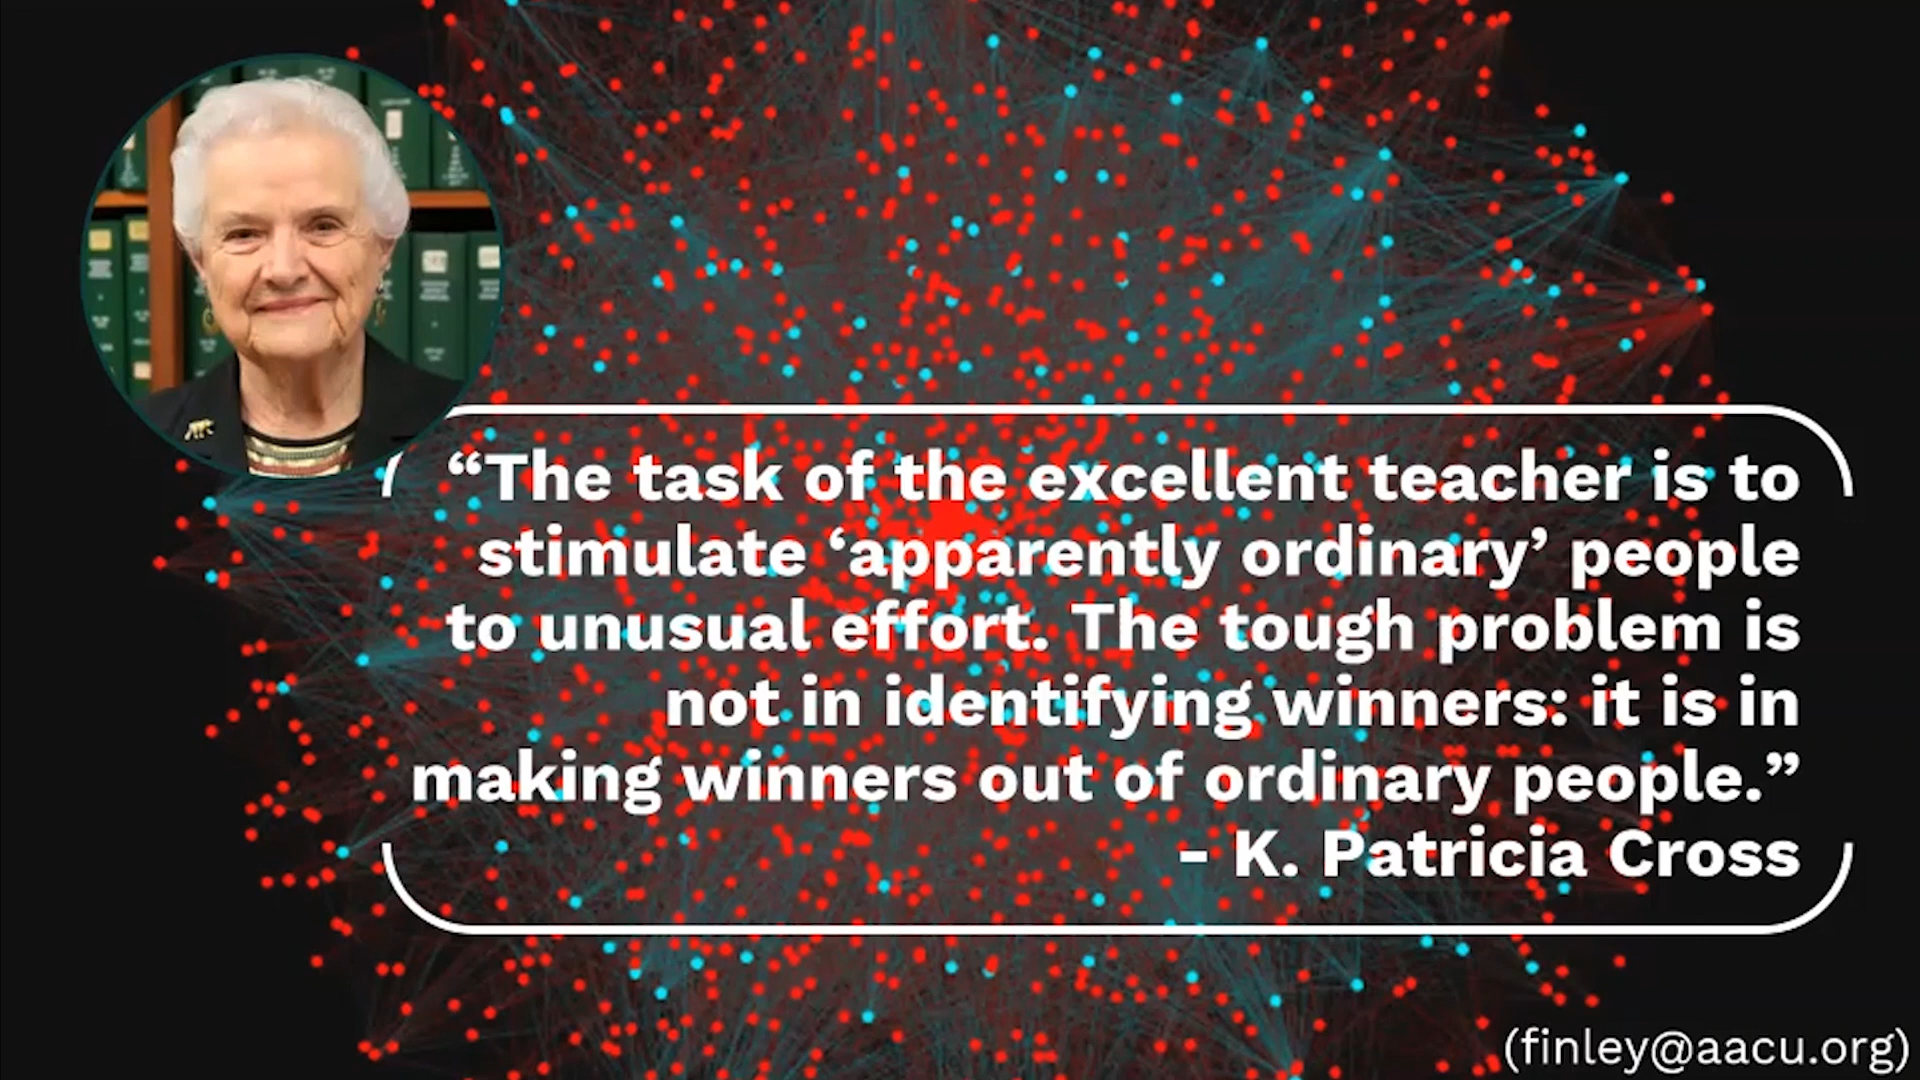 “The task of the excellent teacher is to
stimulate ‘apparently ordinary’ people
to unusual effort. The tough problem is
not in identifying winners: it is in
making winners out of ordinary people.”
- K. Patricia Cross
(finley@aacu.org)